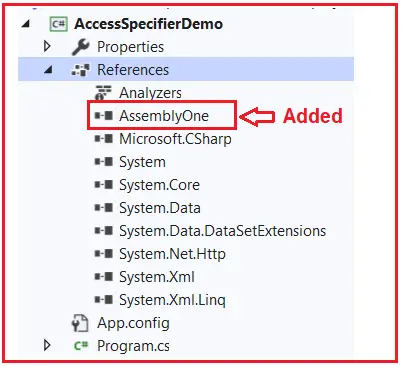 C# AccessSpecifierDemo
Properties
References
Analyzers
AssemblyOne Added
Microsoft.CSharp
System
System.Core
System.Data
System.Data.DataSetExtensions
System.Net.Http
System.Xml
System.Xml.Linq
App.config
C# Program.cs